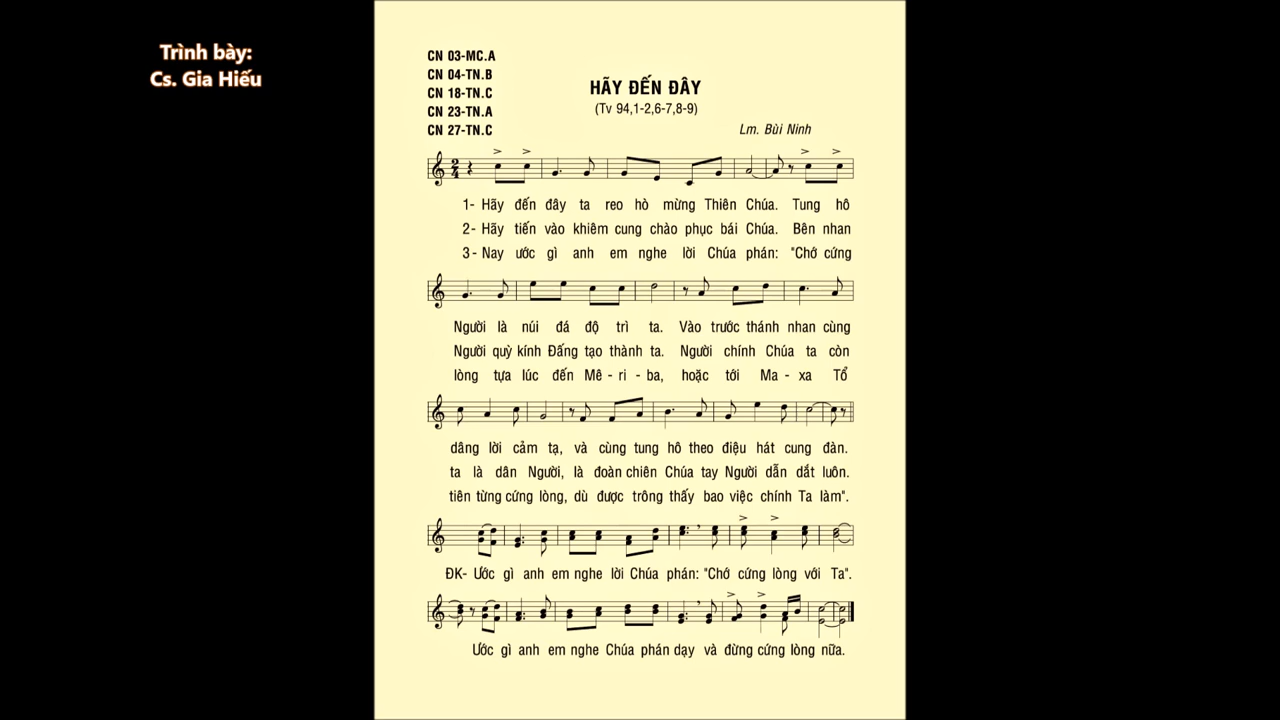 Trình bày:
Cs. Gia Hiếu
CN 03-MC.A
CN 04-TN.B
CN 18-TN.C
CN 23-TN.A
CN 27-TN.C
HÃY ĐẾN ĐÂY
(Tv 94,1-2,6-7,8-9)
Lm. Bùi Ninh
2
4
1- Hãy đến đây ta reo hò mừng Thiên Chúa. Tung hô
2- Hãy tiến vào khiêm cung chào phục bái Chúa. Bên nhan
3- Nay ước gì anh em nghe lời Chúa phán: "Chớ cứng
Người là núi đá độ trì ta. Vào trước thánh nhan cùng
Người quỳ kính Đấng tạo thành ta. Người chính Chúa ta còn
lòng tựa lúc đến Mê - ri - ba, hoặc tới Ma - xa Tổ
dâng lời cảm tạ, và cùng tung hô theo điệu hát cung đàn.
ta là dân Người, là đoàn chiên Chúa tay Người dẫn dắt luôn.
tiên từng cứng lòng, dù được trông thấy bao việc chính Ta làm".
ĐK- Ước gì anh em nghe lời Chúa phán: "Chớ cứng lòng với Ta".
Ước gì anh em nghe Chúa phán dạy và đừng cứng lòng nữa.